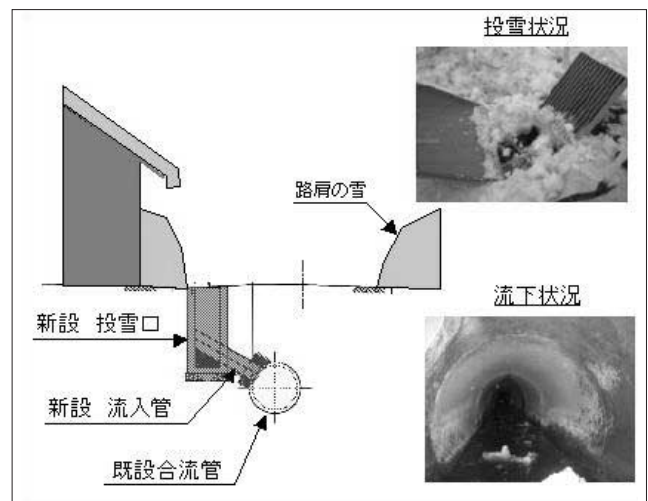 投雪状況
路肩の雪
流下状況
新設 投雪口
新設 流入管
既設合流管